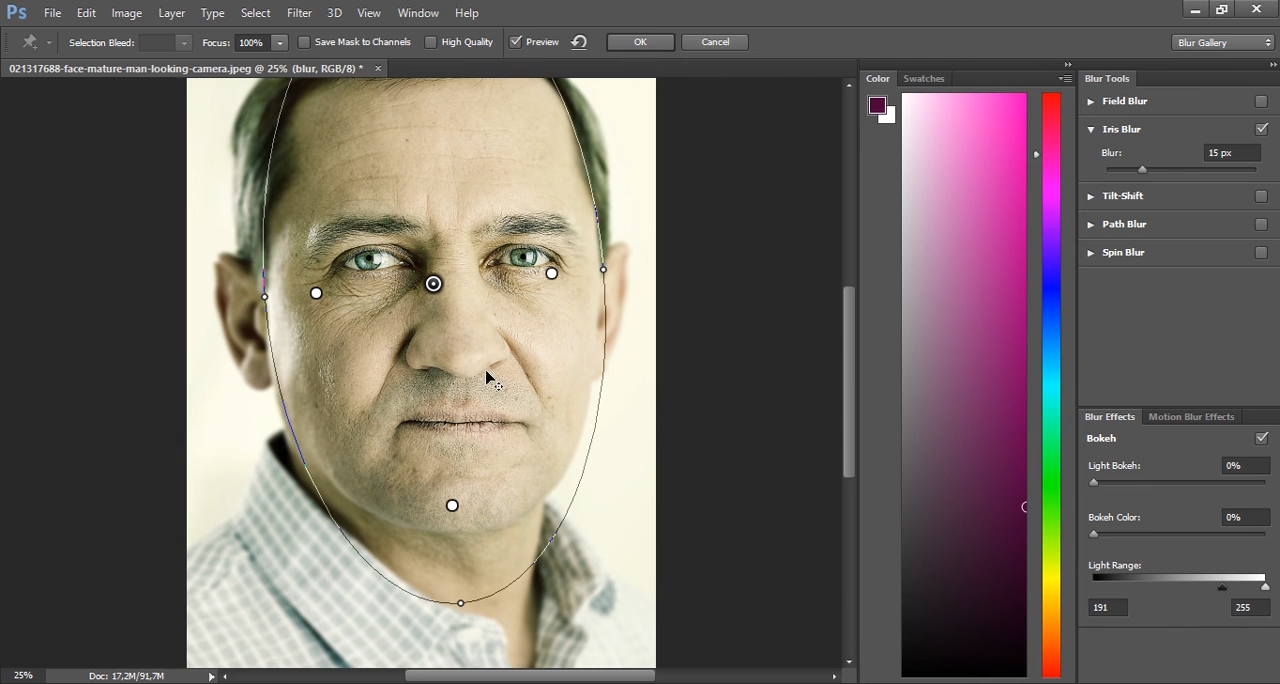 Ps File Edit Image Layer Type Select Filter 3D View Window Help
Selection Bleed: Focus: 100% Save Mask to Channels High Quality Preview OK Cancel Blur Gallery
021317688-face-mature-man-looking-camera.jpeg @ 25% (blur, RGB/8) * ×
Color Swatches
Blur Tools
Field Blur
Iris Blur
Blur: 15 px
Tilt-Shift
Path Blur
Spin Blur
Blur Effects Motion Blur Effects
Bokeh
Light Bokeh: 0%
Bokeh Color: 0%
Light Range:
191 255
25% Doc: 17,2M/91,7M